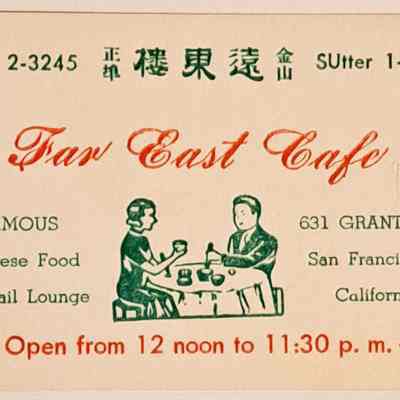 2-3245 正埠 樓東遠 金山 SUtter 1-
Far East Cafe
MOUS 631 GRANT
ese Food San Franci
ail Lounge Californ
Open from 12 noon to 11:30 p. m.